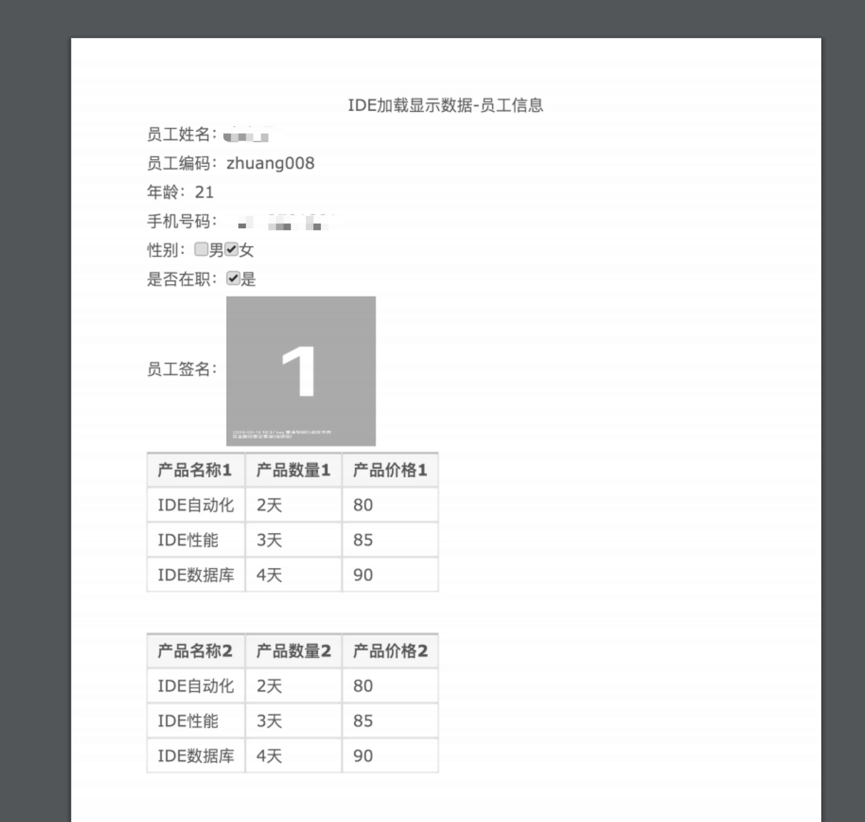 IDE加载显示数据-员工信息
员工姓名：
员工编码：zhuang008
年龄：21
手机号码：
性别：男女
是否在职：是
1
员工签名：
产品名称1 产品数量1 产品价格1
IDE自动化 2天 80
IDE性能 3天 85
IDE数据库 4天 90
产品名称2 产品数量2 产品价格2
IDE自动化 2天 80
IDE性能 3天 85
IDE数据库 4天 90